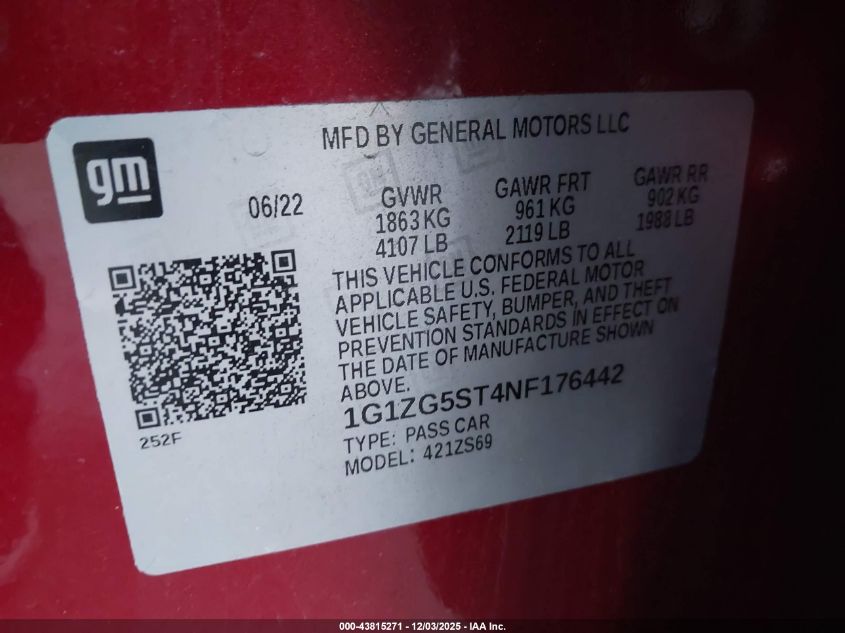 MFD BY GENERAL MOTORS LLC
gm
06/22
GVWR
1863 KG
4107 LB
GAWR FRT
961 KG
2119 LB
GAWR RR
902 KG
1988 LB
THIS VEHICLE CONFORMS TO ALL
APPLICABLE U.S. FEDERAL MOTOR
VEHICLE SAFETY, BUMPER, AND THEFT
PREVENTION STANDARDS IN EFFECT ON
THE DATE OF MANUFACTURE SHOWN
ABOVE.
1G1ZG5ST4NF176442
TYPE: PASS CAR
MODEL: 421ZS69
252F
000-43815271 - 12/03/2025 - IAA Inc.